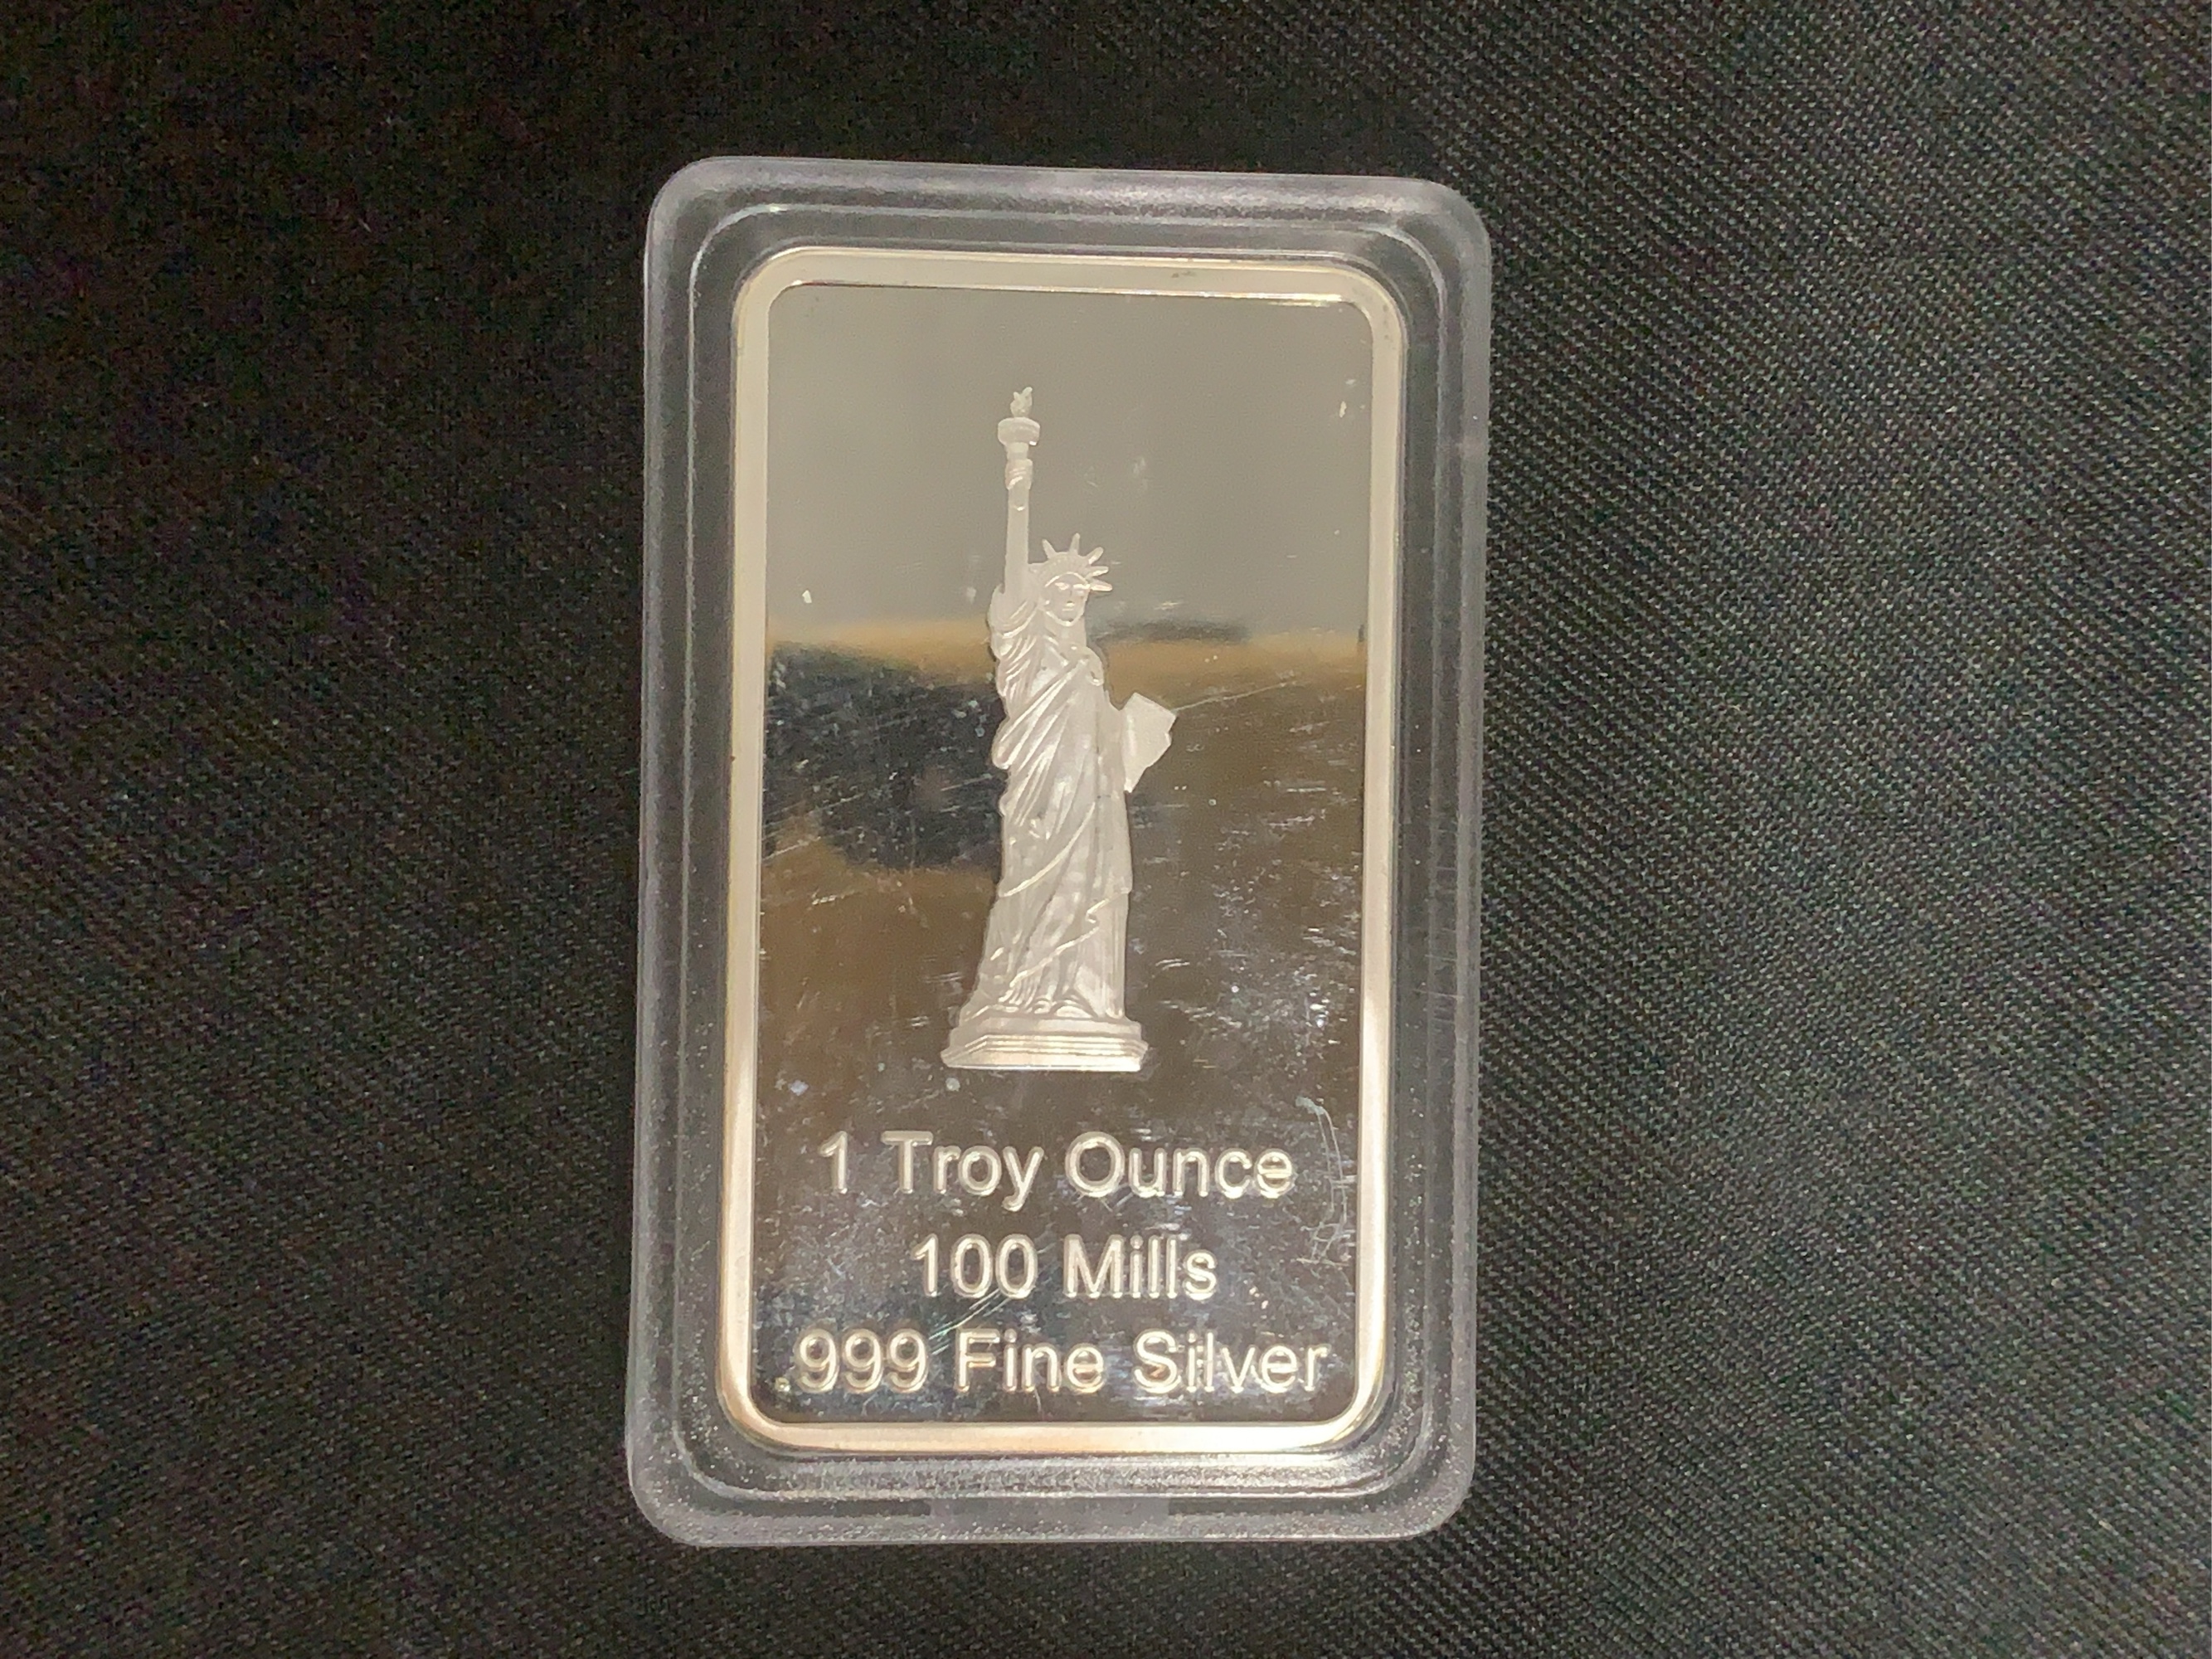 1 Troy Ounce
100 Mills
.999 Fine Silver